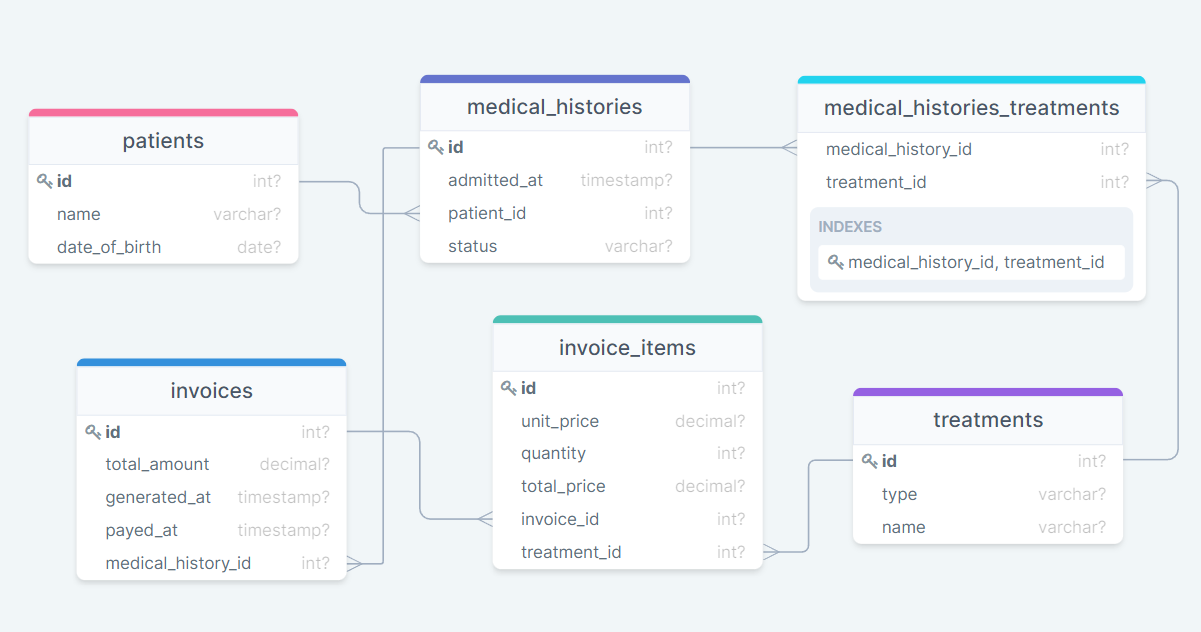 patients
id int?
name varchar?
date_of_birth date?
medical_histories
id int?
admitted_at timestamp?
patient_id int?
status varchar?
medical_histories_treatments
medical_history_id int?
treatment_id int?
INDEXES
medical_history_id, treatment_id
invoices
id int?
total_amount decimal?
generated_at timestamp?
payed_at timestamp?
medical_history_id int?
invoice_items
id int?
unit_price decimal?
quantity int?
total_price decimal?
invoice_id int?
treatment_id int?
treatments
id int?
type varchar?
name varchar?